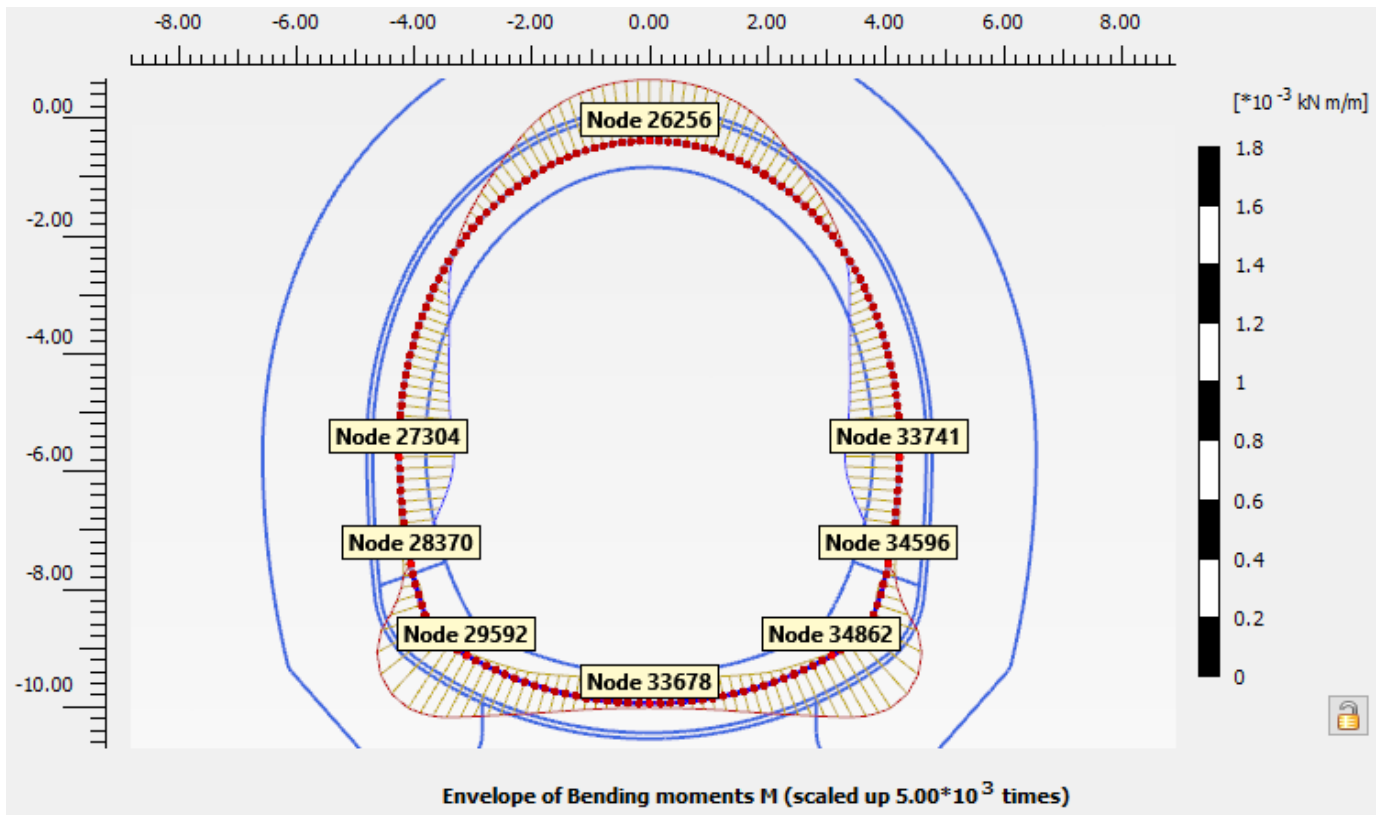 -8.00 -6.00 -4.00 -2.00 0.00 2.00 4.00 6.00 8.00
[*10⁻³ kN m/m]
0.00
-2.00
-4.00
-6.00
-8.00
-10.00
Node 26256
Node 27304
Node 33741
Node 28370
Node 34596
Node 29592
Node 34862
Node 33678
1.8
1.6
1.4
1.2
1
0.8
0.6
0.4
0.2
0
Envelope of Bending moments M (scaled up 5.00*10³ times)